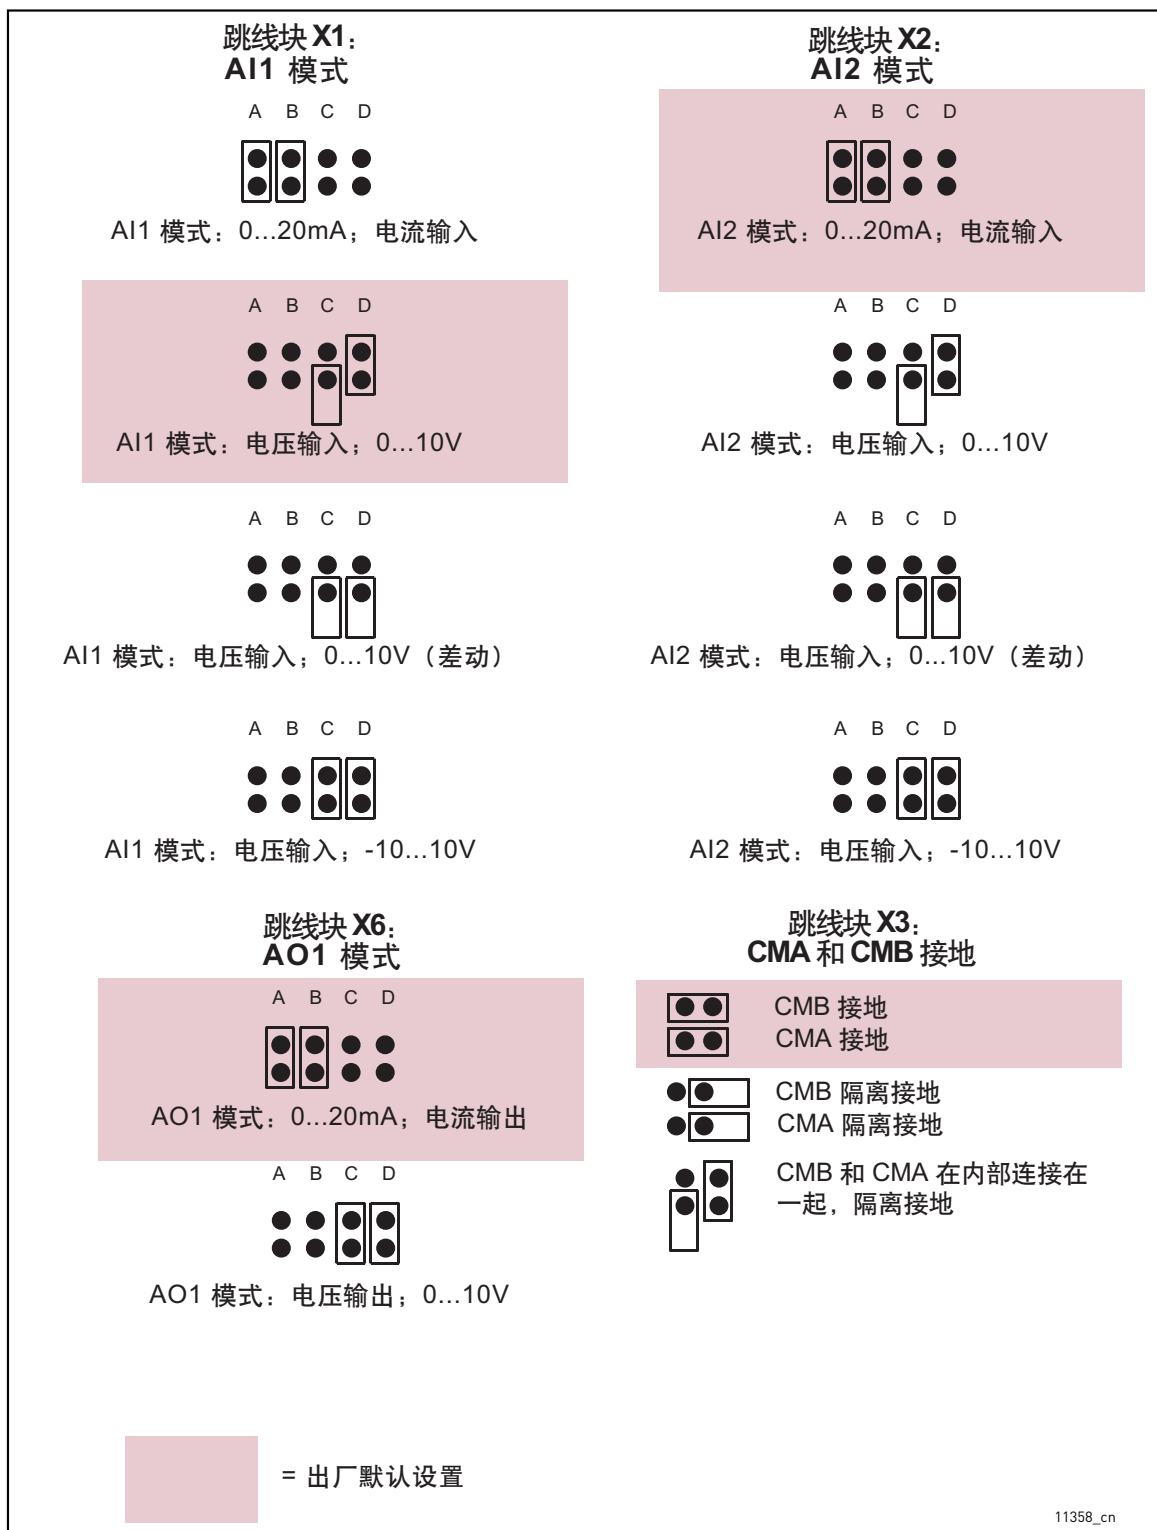 跳线块 X1：
AI1 模式
A B C D
AI1 模式：0...20mA；电流输入
A B C D
AI1 模式：电压输入；0...10V
A B C D
AI1 模式：电压输入；0...10V（差动）
A B C D
AI1 模式：电压输入；-10...10V
跳线块 X2：
AI2 模式
A B C D
AI2 模式：0...20mA；电流输入
A B C D
AI2 模式：电压输入；0...10V
A B C D
AI2 模式：电压输入；0...10V（差动）
A B C D
AI2 模式：电压输入；-10...10V
跳线块 X6：
AO1 模式
A B C D
AO1 模式：0...20mA；电流输出
A B C D
AO1 模式：电压输出；0...10V
跳线块 X3：
CMA 和 CMB 接地
CMB 接地
CMA 接地
CMB 隔离接地
CMA 隔离接地
CMB 和 CMA 在内部连接在
一起，隔离接地
= 出厂默认设置
11358_cn